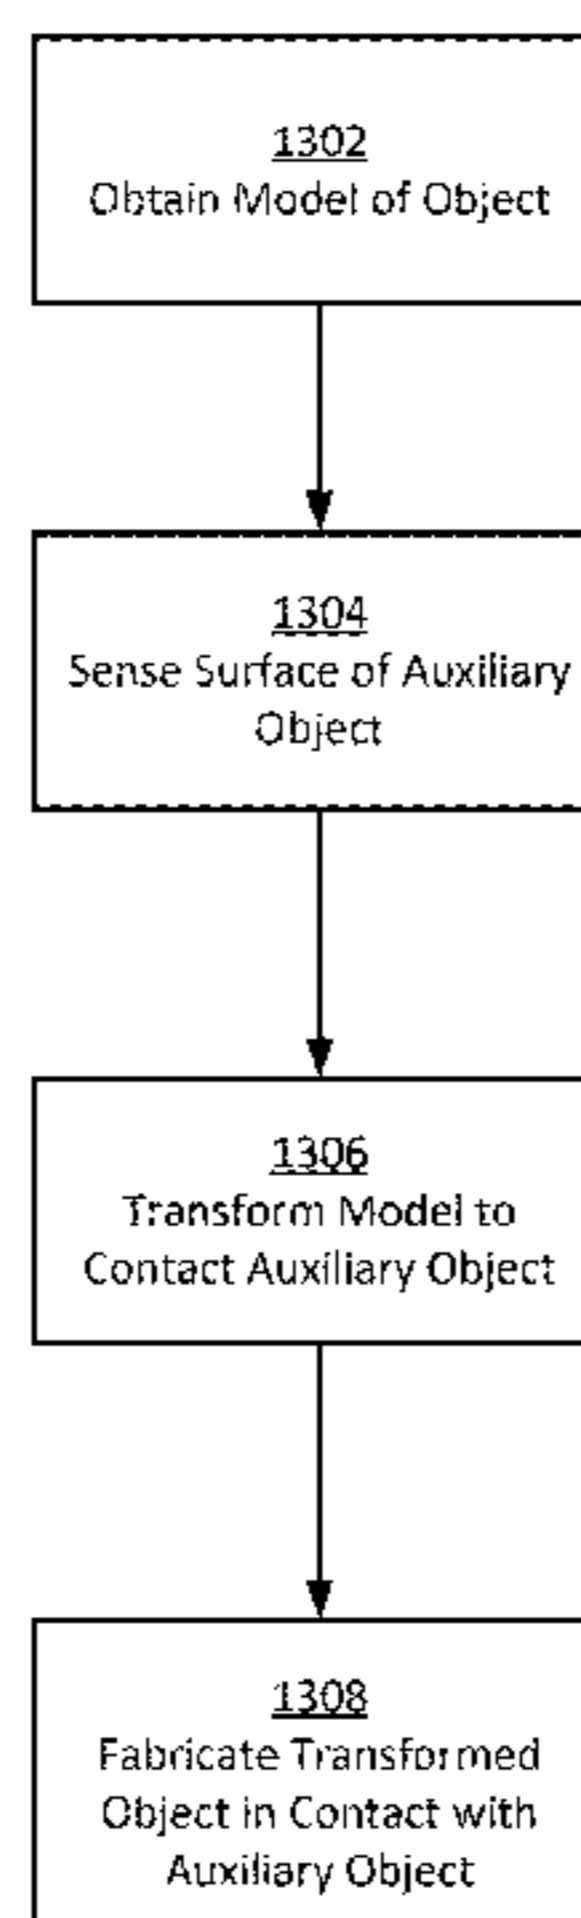 1302
Obtain Model of Object
1304
Sense Surface of Auxiliary
Object
1306
Transform Model to
Contact Auxiliary Object
1308
Fabricate Transformed
Object in Contact with
Auxiliary Object